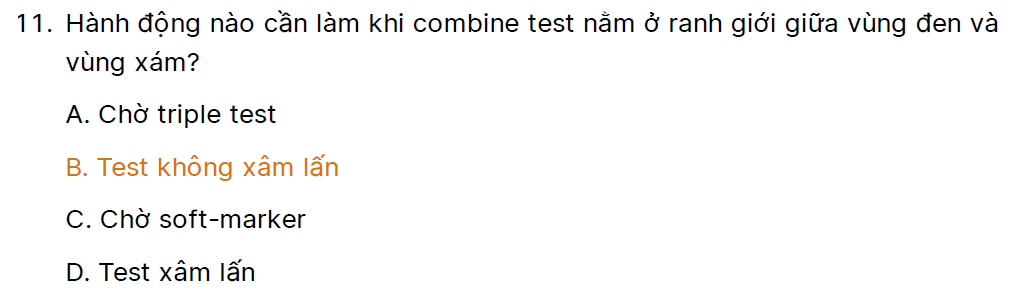 11. Hành động nào cần làm khi combine test nằm ở ranh giới giữa vùng đen và
vùng xám?
A. Chờ triple test
B. Test không xâm lấn
C. Chờ soft-marker
D. Test xâm lấn